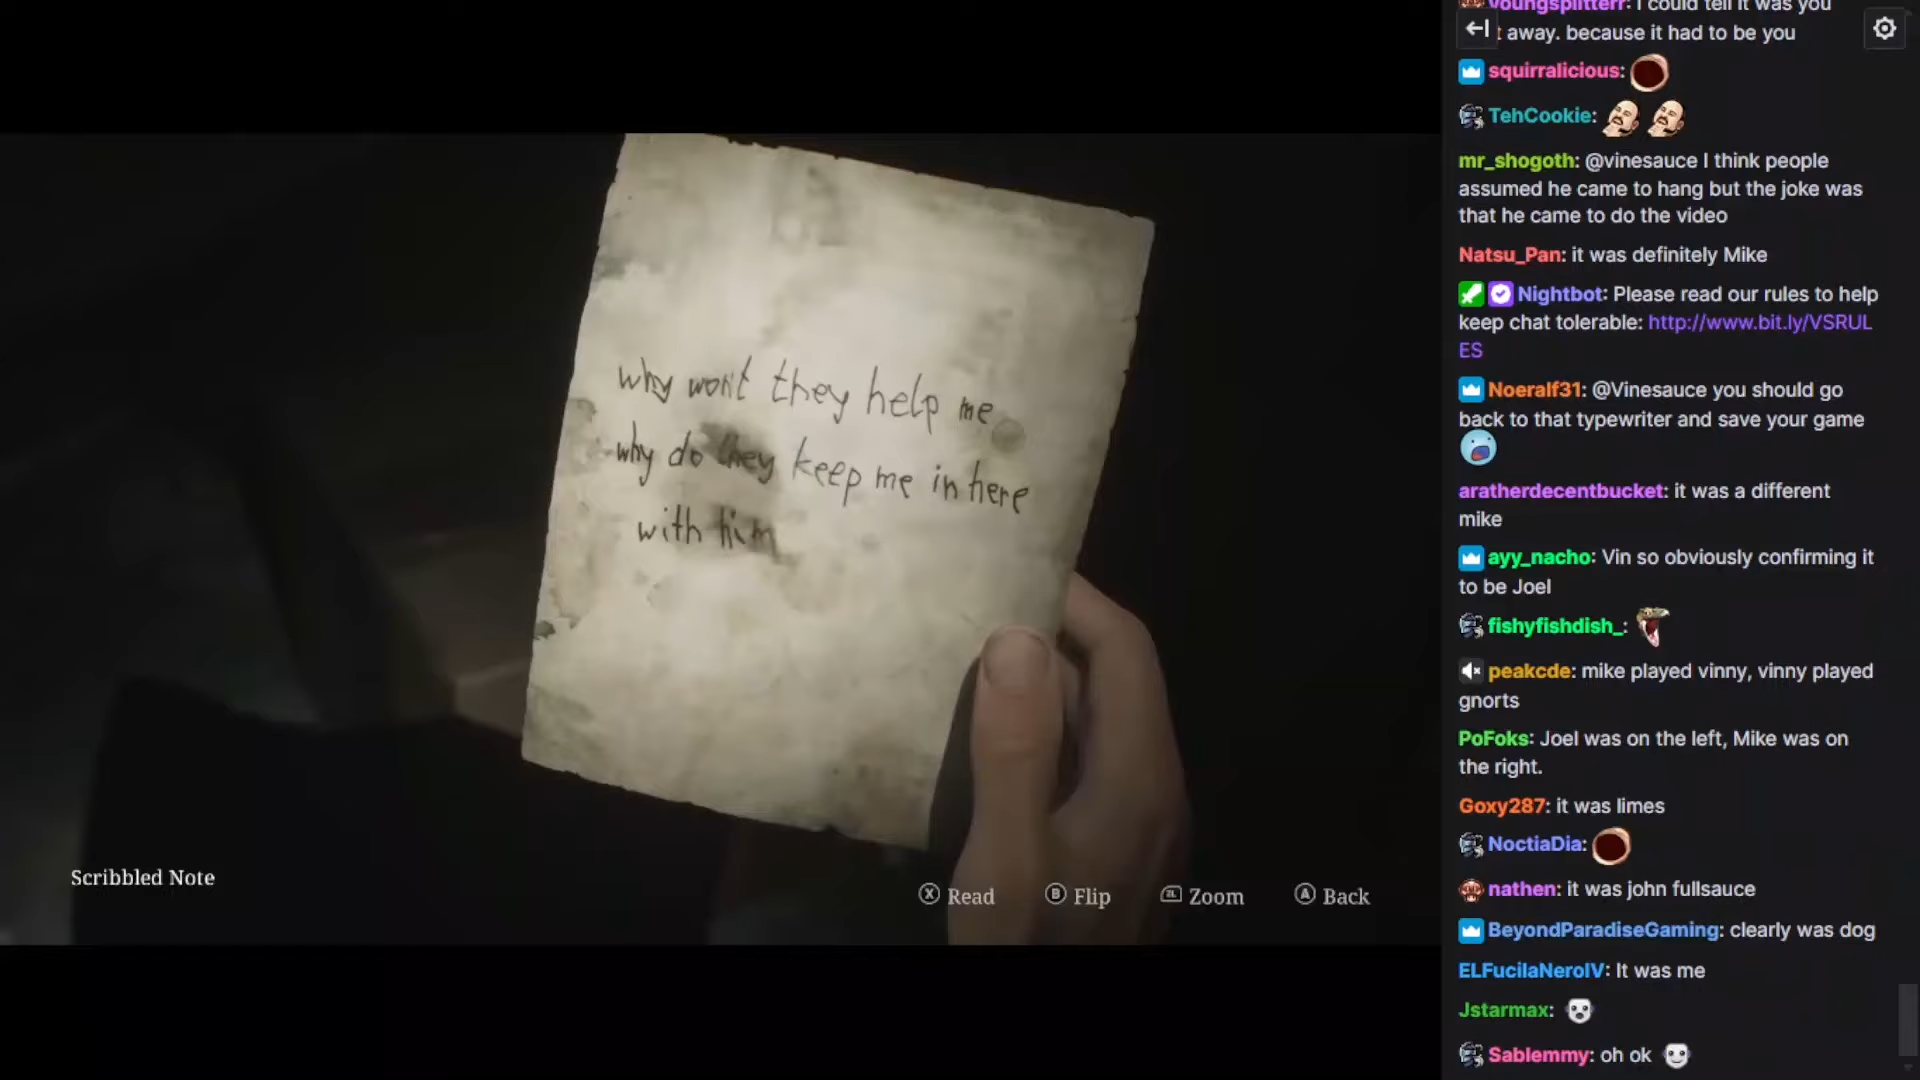 why won't they help me
why do they keep me in here
with him
Scribbled Note
X Read
B Flip
ZL Zoom
A Back
youngsplitterr: I could tell it was you
t away. because it had to be you
squirralicious:
TehCookie:
mr_shogoth: @vinesauce I think people
assumed he came to hang but the joke was
that he came to do the video
Natsu_Pan: it was definitely Mike
Nightbot: Please read our rules to help
keep chat tolerable: http://www.bit.ly/VSRUL
ES
Noeralf31: @Vinesauce you should go
back to that typewriter and save your game
aratherdecentbucket: it was a different
mike
ayy_nacho: Vin so obviously confirming it
to be Joel
fishyfishdish_:
peakcde: mike played vinny, vinny played
gnorts
PoFoks: Joel was on the left, Mike was on
the right.
Goxy287: it was limes
NoctiaDia:
nathen: it was john fullsauce
BeyondParadiseGaming: clearly was dog
ELFucilaNeroIV: It was me
Jstarmax:
Sablemmy: oh ok